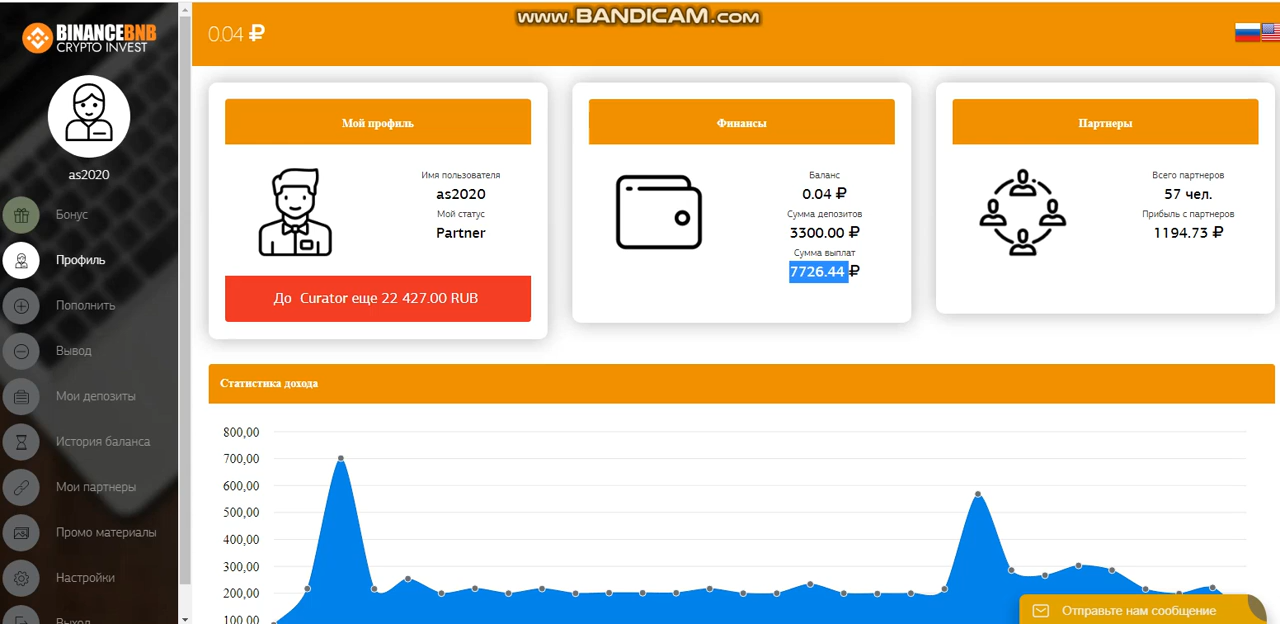 www.BANDICAM.com
BINANCEBNB
CRYPTO INVEST
as2020
Бонус
Профиль
Пополнить
Вывод
Мои депозиты
История баланса
Мои партнеры
Промо материалы
Настройки
Выход
0.04 ₽
Мой профиль
Имя пользователя
as2020
Мой статус
Partner
До Curator еще 22 427.00 RUB
Финансы
Баланс
0.04 ₽
Сумма депозитов
3300.00 ₽
Сумма выплат
7726.44 ₽
Партнеры
Всего партнеров
57 чел.
Прибыль с партнеров
1194.73 ₽
Статистика дохода
800,00
700,00
600,00
500,00
400,00
300,00
200,00
100,00
Отправьте нам сообщение